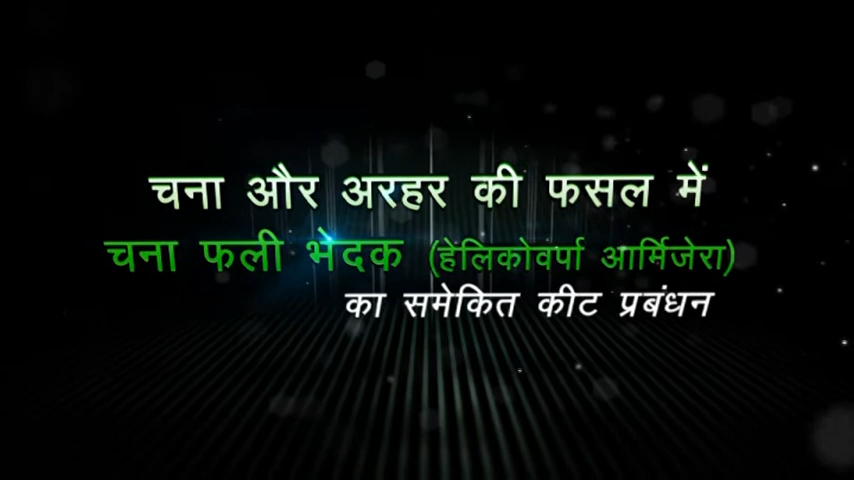 चना और अरहर की फसल में
चना फली भेदक (हेलिकोवर्पा आर्मिजेरा)
का समेकित कीट प्रबंधन